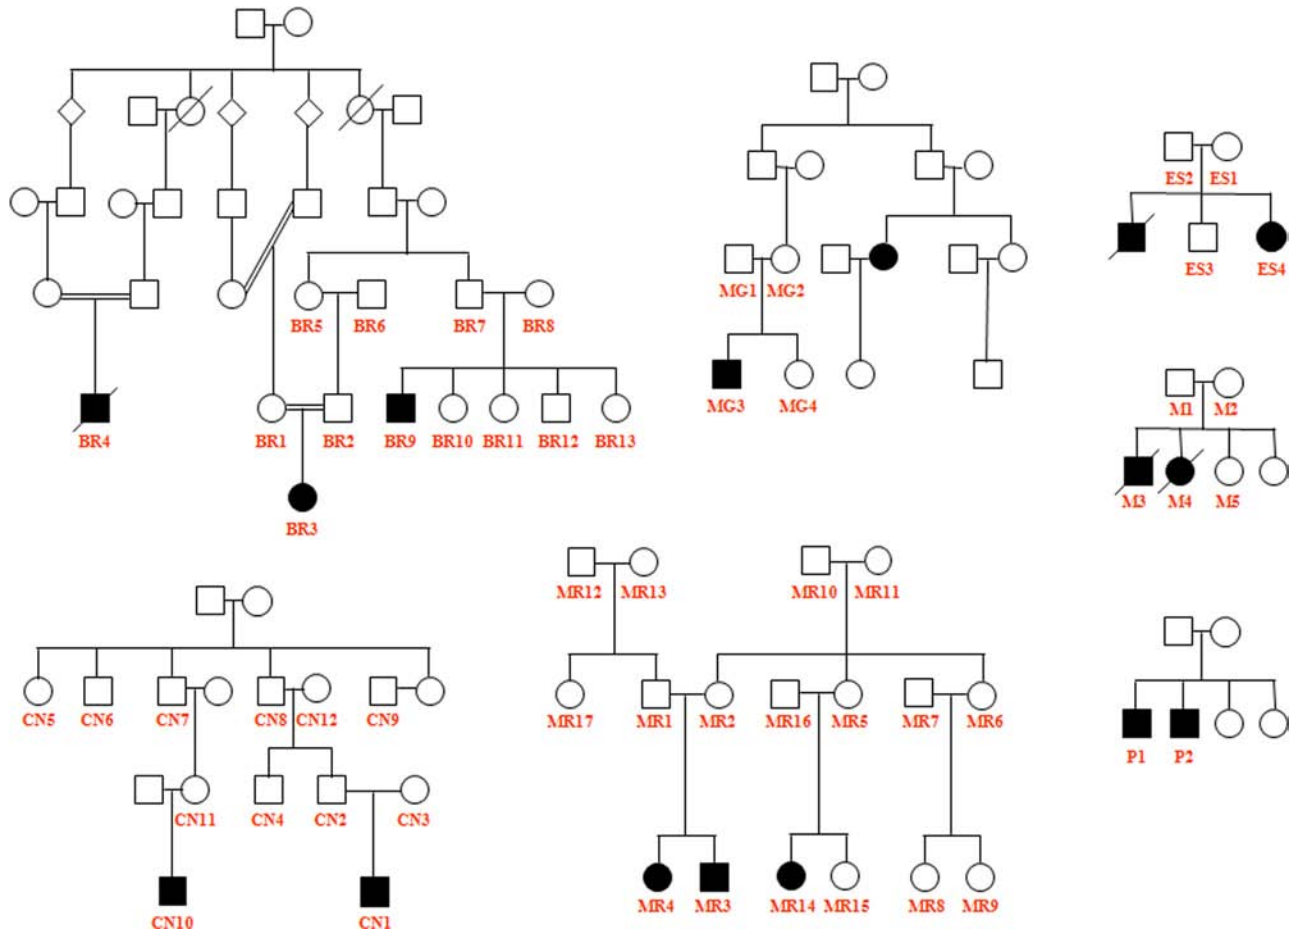 ES2 ES1
ES3 ES4
MG1 MG2
BR5 BR6 BR7 BR8
MG3 MG4
M1 M2
BR4 BR1 BR2 BR9 BR10 BR11 BR12 BR13
M3 M4 M5
BR3
MR12 MR13 MR10 MR11
CN5 CN6 CN7 CN8 CN12 CN9
MR17 MR1 MR2 MR16 MR5 MR7 MR6
P1 P2
CN11 CN4 CN2 CN3
CN10 CN1
MR4 MR3 MR14 MR15 MR8 MR9